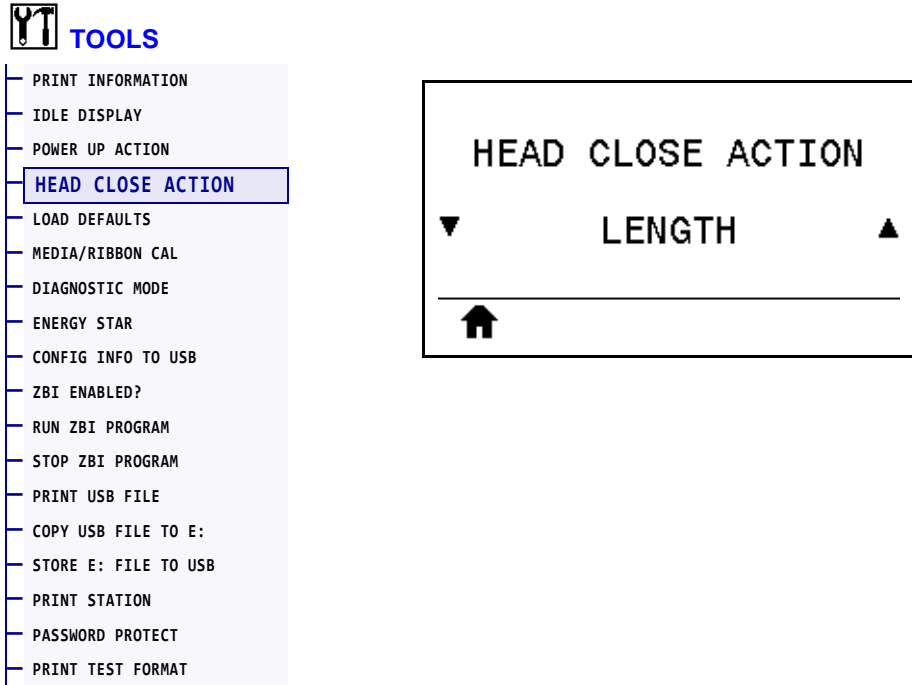 TOOLS
PRINT INFORMATION
IDLE DISPLAY
POWER UP ACTION
HEAD CLOSE ACTION
LOAD DEFAULTS
MEDIA/RIBBON CAL
DIAGNOSTIC MODE
ENERGY STAR
CONFIG INFO TO USB
ZBI ENABLED?
RUN ZBI PROGRAM
STOP ZBI PROGRAM
PRINT USB FILE
COPY USB FILE TO E:
STORE E: FILE TO USB
PRINT STATION
PASSWORD PROTECT
PRINT TEST FORMAT
HEAD CLOSE ACTION
LENGTH